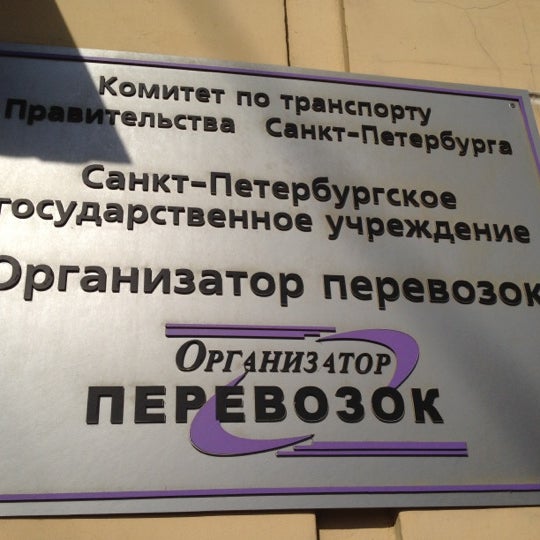 Комитет по транспорту
Правительства Санкт-Петербурга
Санкт-Петербургское
государственное учреждение
Организатор перевозок
ОРГАНИЗАТОР
ПЕРЕВОЗОК